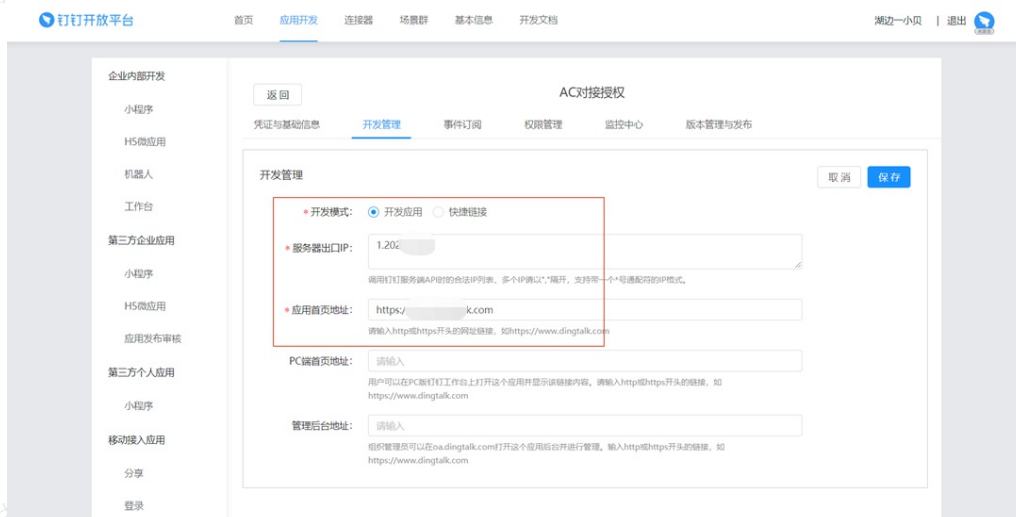 钉钉开放平台 首页 应用开发 连接器 场景群 基本信息 开发文档 湖边一小贝 | 退出
企业内部开发
小程序
H5微应用
机器人
工作台
第三方企业应用
小程序
H5微应用
应用发布审核
第三方个人应用
小程序
移动接入应用
分享
登录
返回 AC对接授权
凭证与基础信息 开发管理 事件订阅 权限管理 监控中心 版本管理与发布
开发管理 取消 保存
*开发模式: 开发应用 快捷链接
*服务器出口IP: 1.202
调用钉钉服务端API时的合法IP列表，多个IP请以","隔开，支持带一个*号通配符的IP格式。
*应用首页地址: https:/ k.com
请输入http或https开头的网址链接，如https://www.dingtalk.com
PC端首页地址: 请输入
用户可以在PC版钉钉工作台上打开这个应用并显示该链接内容。请输入http或https开头的链接，如
https://www.dingtalk.com
管理后台地址: 请输入
组织管理员可以在oa.dingtalk.com打开这个应用后台并进行管理。输入http或https开头的链接，如
https://www.dingtalk.com